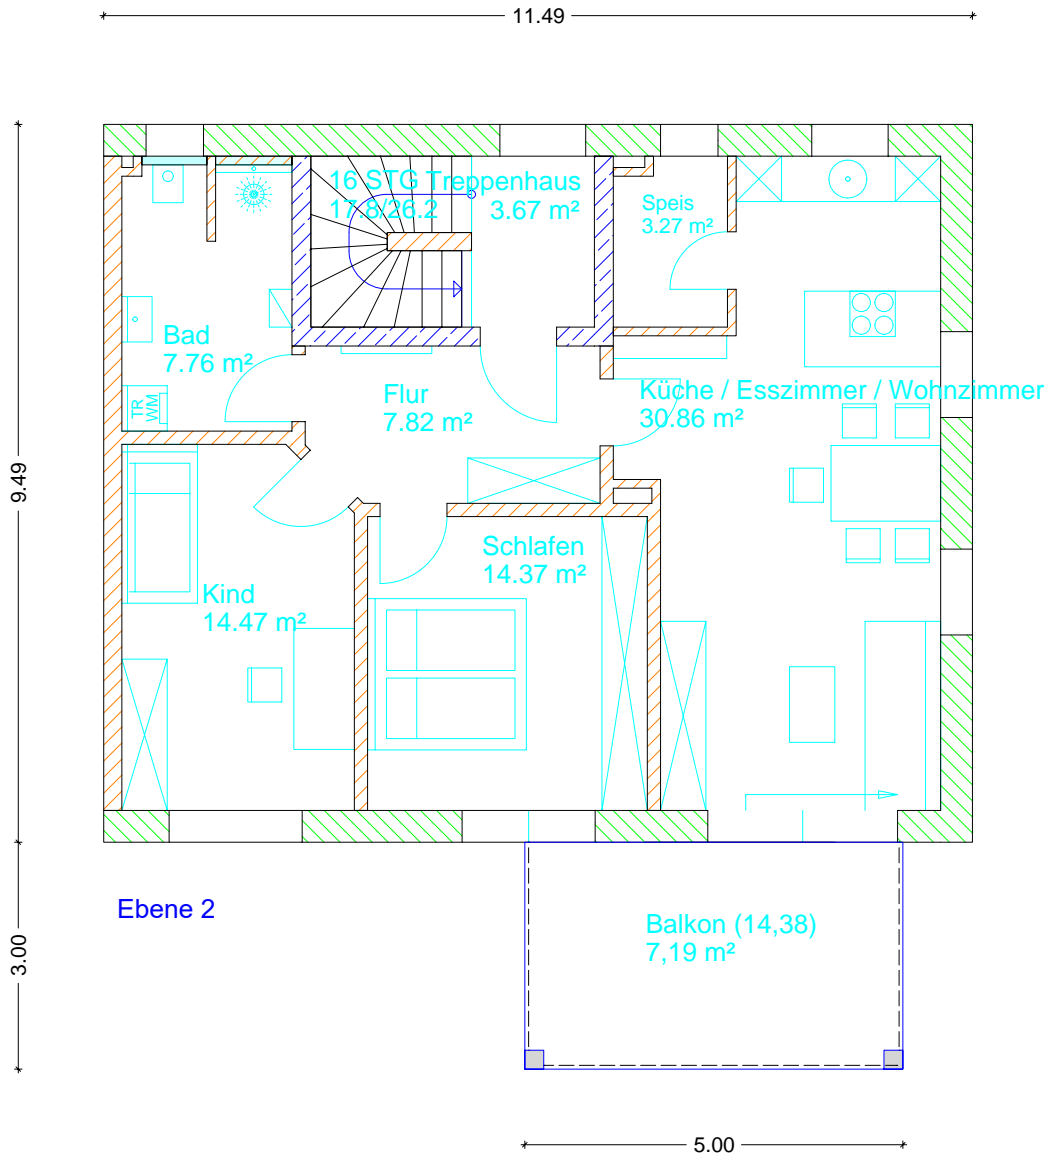 11.49
16 STG Treppenhaus
17.8/26.2 3.67 m²
Speis
3.27 m²
Bad
7.76 m²
Flur
7.82 m²
Küche / Esszimmer / Wohnzimmer
30.86 m²
TR
WM
9.49
Schlafen
14.37 m²
Kind
14.47 m²
Ebene 2
Balkon (14,38)
7,19 m²
3.00
5.00